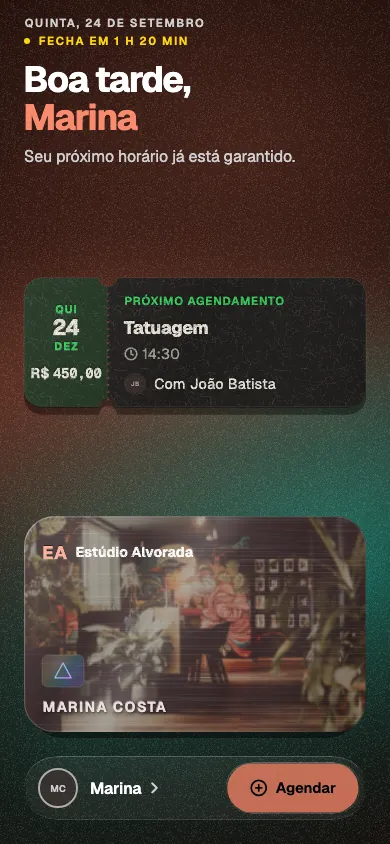 QUINTA, 24 DE SETEMBRO
FECHA EM 1 H 20 MIN
Boa tarde,
Marina
Seu próximo horário já está garantido.
QUI
24
DEZ
R$ 450,00
PRÓXIMO AGENDAMENTO
Tatuagem
14:30
JB
Com João Batista
EA Estúdio Alvorada
MARINA COSTA
MC
Marina
Agendar